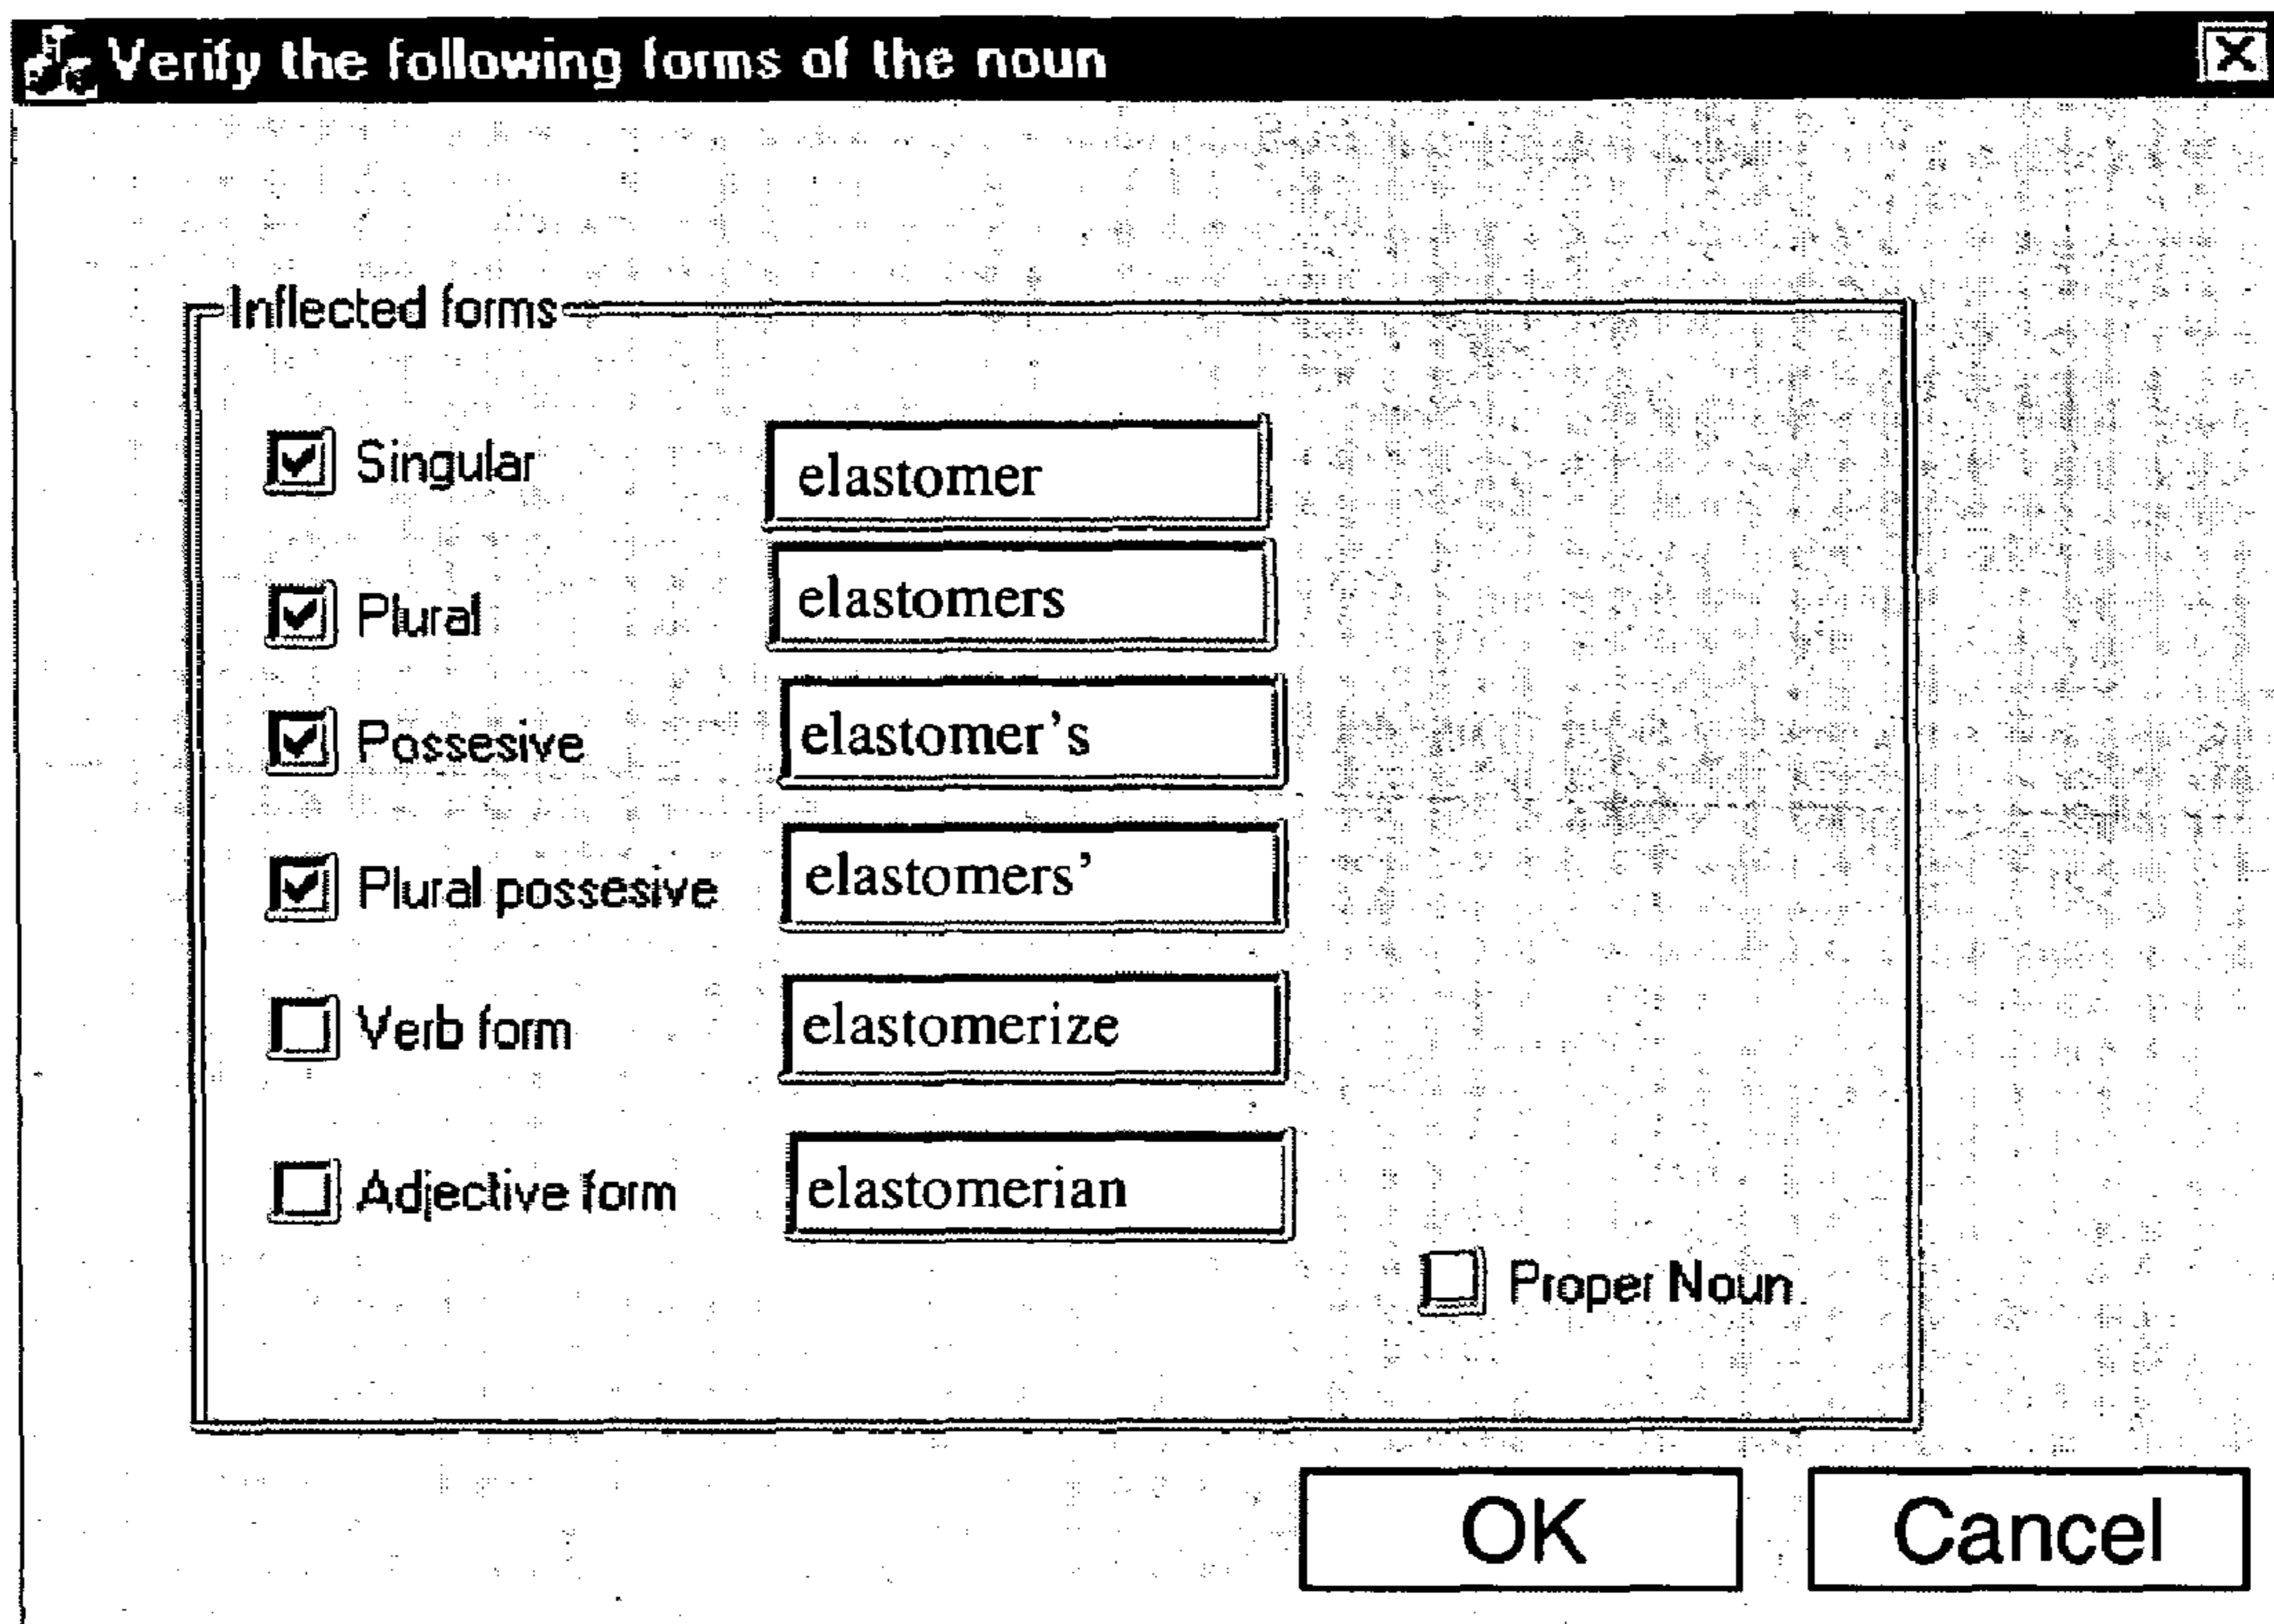 Verify the following forms of the noun
Inflected forms
Singular elastomer
Plural elastomers
Possesive elastomer’s
Plural possesive elastomers’
Verb form elastomerize
Adjective form elastomerian
Proper Noun
OK Cancel